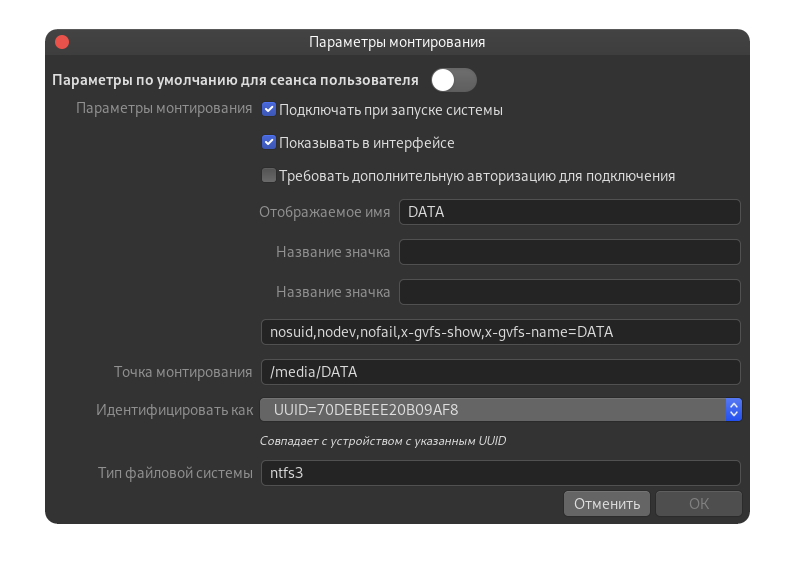 Параметры монтирования
Параметры по умолчанию для сеанса пользователя
Параметры монтирования Подключать при запуске системы
Показывать в интерфейсе
Требовать дополнительную авторизацию для подключения
Отображаемое имя DATA
Название значка
Название значка
nosuid,nodev,nofail,x-gvfs-show,x-gvfs-name=DATA
Точка монтирования /media/DATA
Идентифицировать как UUID=70DEBEEE20B09AF8
Совпадает с устройством с указанным UUID
Тип файловой системы ntfs3
Отменить OK